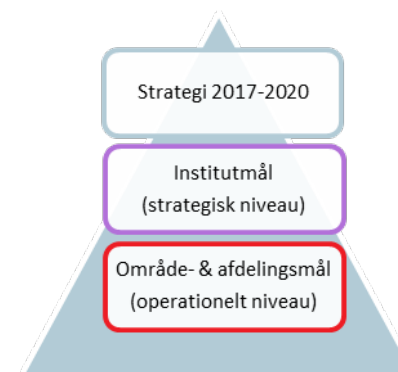 Strategi 2017-2020
Institutmål
(strategisk niveau)
Område- & afdelingsmål
(operationelt niveau)